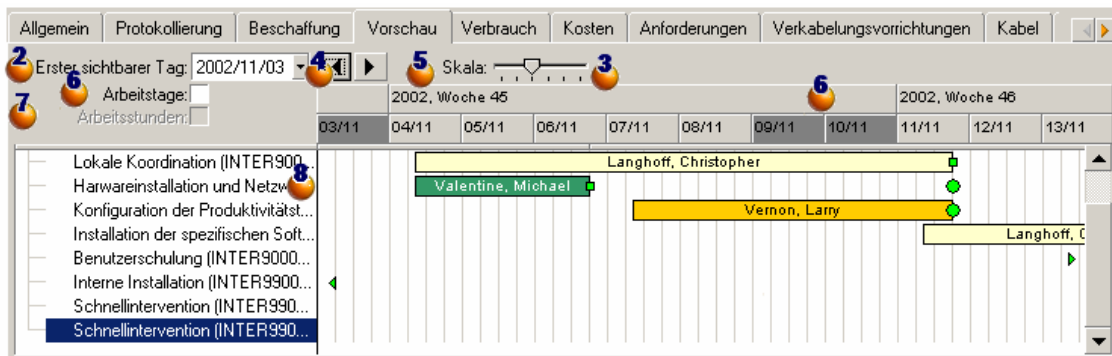 Allgemein Protokollierung Beschaffung Vorschau Verbrauch Kosten Anforderungen Verkabelungsvorrichtungen Kabel
2 Erster sichtbarer Tag: 2002/11/03 4 5 Skala: 3
6 Arbeitstage: 6
7 Arbeitsstunden:
2002, Woche 45 2002, Woche 46
03/11 04/11 05/11 06/11 07/11 08/11 09/11 10/11 11/11 12/11 13/11
Lokale Koordination (INTER900... Langhoff, Christopher
8
Harwareinstallation und Netzw Valentine, Michael
Konfiguration der Produktivitätst... Vernon, Larry
Installation der spezifischen Soft... Langhoff, C
Benutzerschulung (INTER9000...
Interne Installation (INTER9900...
Schnellintervention (INTER990...
Schnellintervention (INTER990...